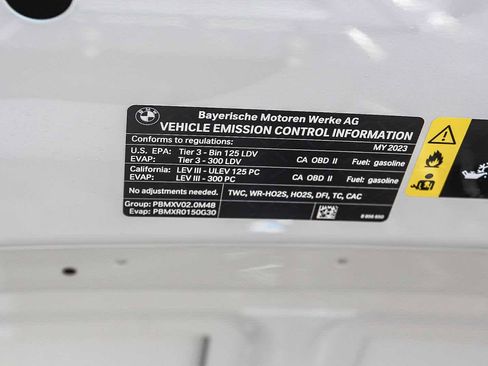 BMW
Bayerische Motoren Werke AG
VEHICLE EMISSION CONTROL INFORMATION
Conforms to regulations: MY 2023
U.S. EPA: Tier 3 - Bin 125 LDV
EVAP: Tier 3 - 300 LDV CA OBD II Fuel: gasoline
California: LEV III - ULEV 125 PC
EVAP: LEV III - 300 PC CA OBD II Fuel: gasoline
No adjustments needed. TWC, WR-HO2S, HO2S, DFI, TC, CAC
Group: PBMXV02.0M4B
Evap: PBMXR0150G30